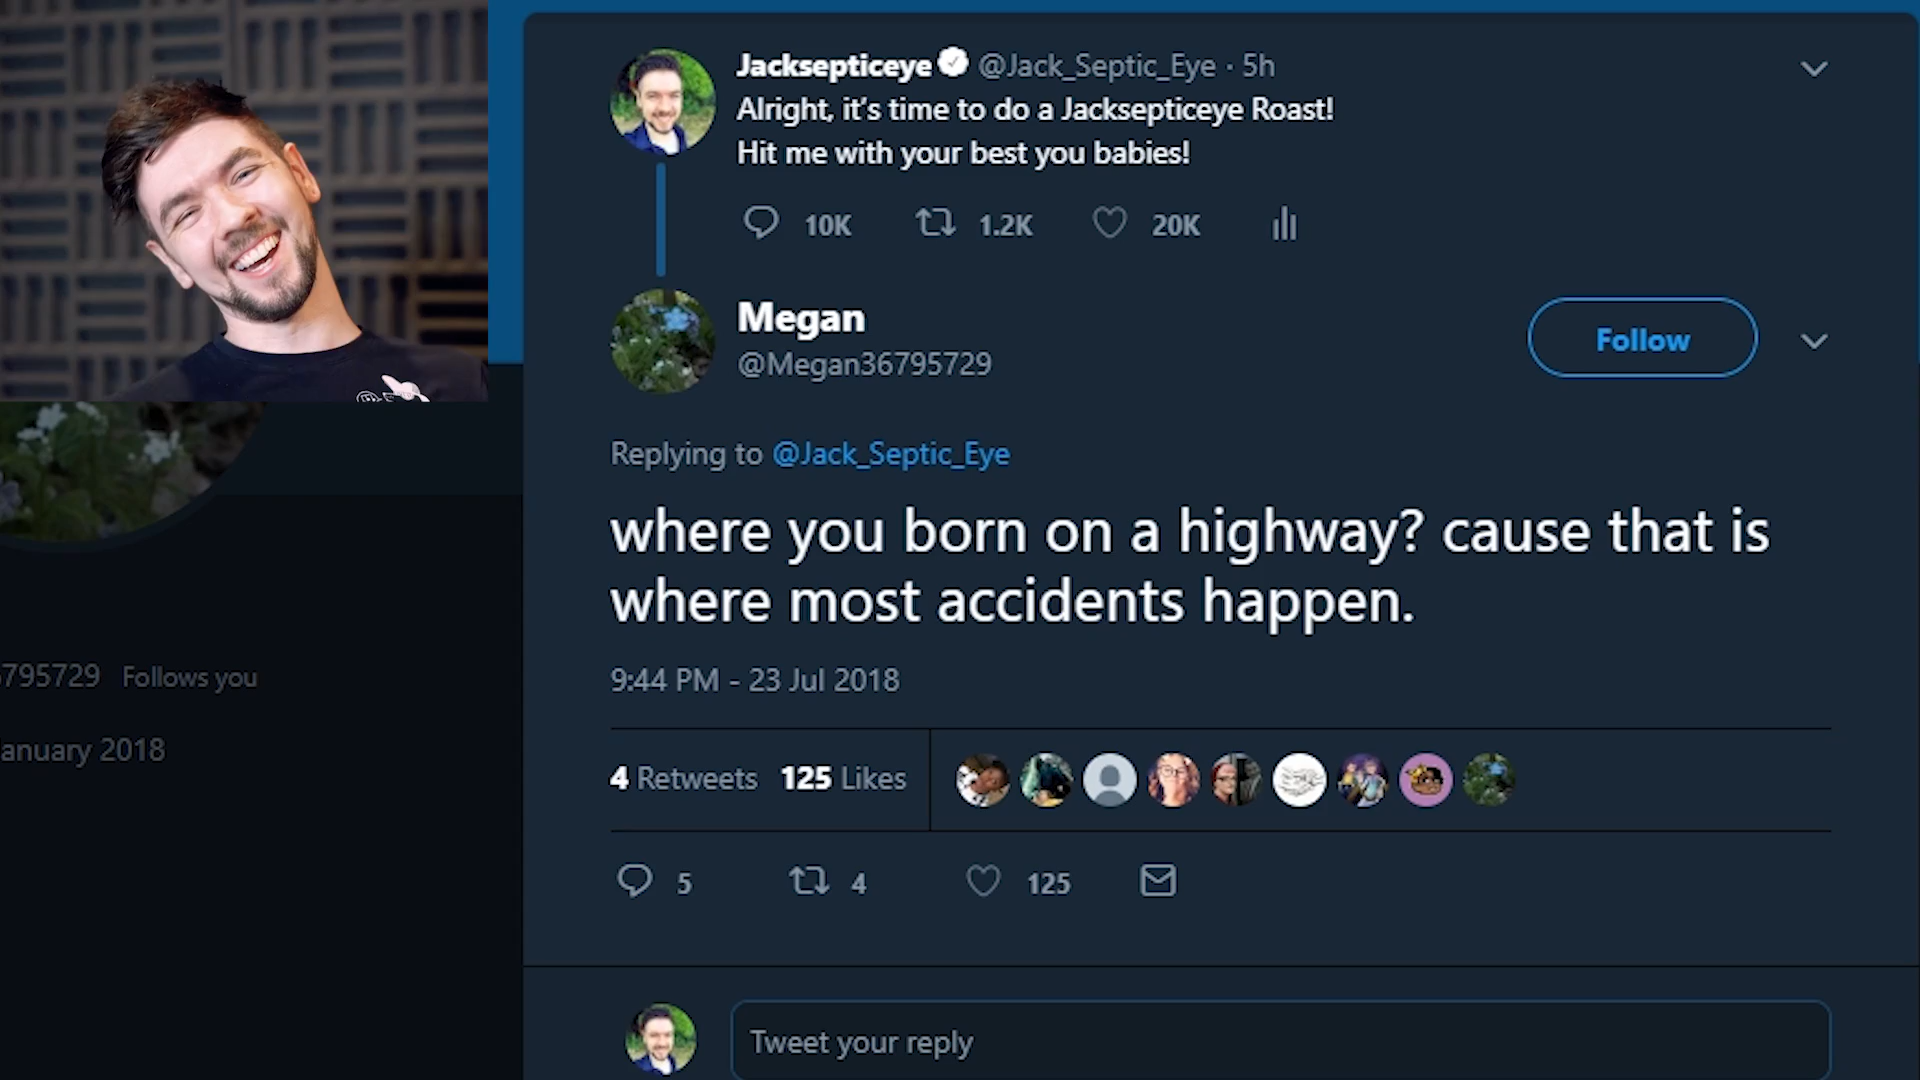 Jacksepticeye @Jack_Septic_Eye · 5h
Alright, it's time to do a Jacksepticeye Roast!
Hit me with your best you babies!
10K 1.2K 20K
Megan
@Megan36795729
Follow
Replying to @Jack_Septic_Eye
where you born on a highway? cause that is
where most accidents happen.
9:44 PM - 23 Jul 2018
795729 Follows you
anuary 2018
4 Retweets 125 Likes
5 4 125
Tweet your reply